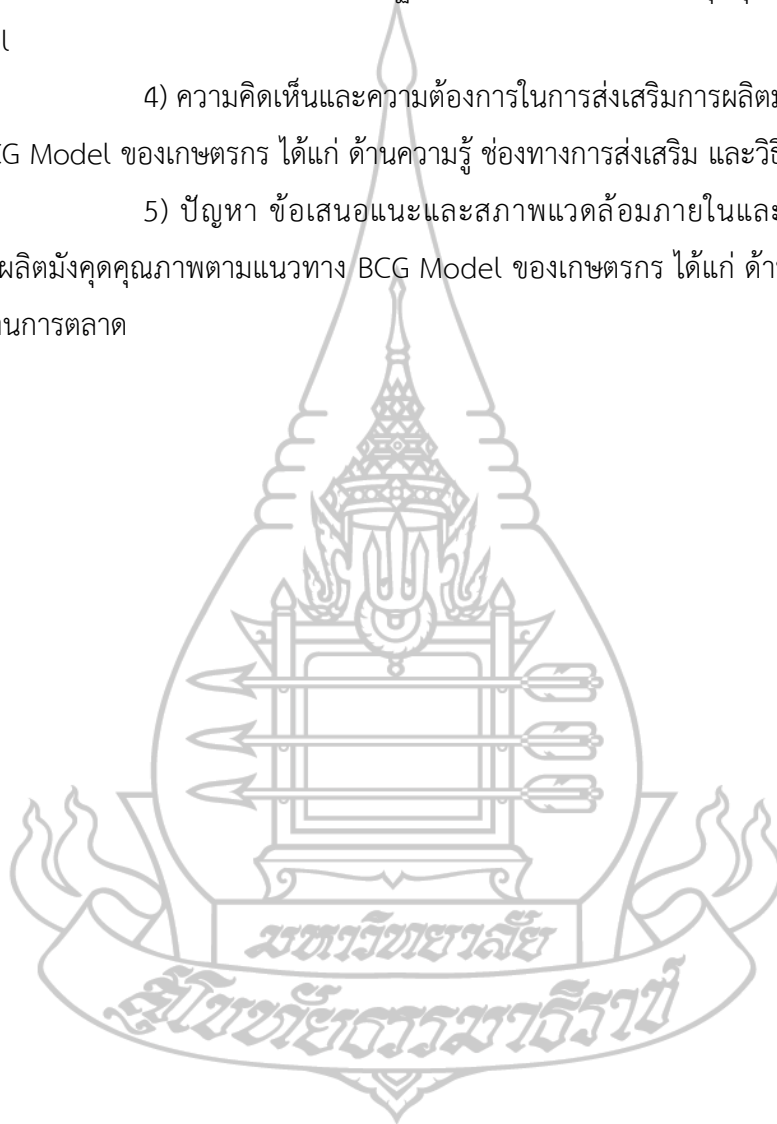 4) ความคิดเห็นและความต้องการในการส่งเสริมการผลิต
G Model ของเกษตรกร ได้แก่ ด้านความรู้ ช่องทางการส่งเสริม และ
5) ปัญหา ข้อเสนอแนะและสภาพแวดล้อมภายในและ
ผลิตมังคุดคุณภาพตามแนวทาง BCG Model ของเกษตรกร ได้แก่
นการตลาด
มหาวิทยาลัย
สุโขทัยธรรมาธิราช